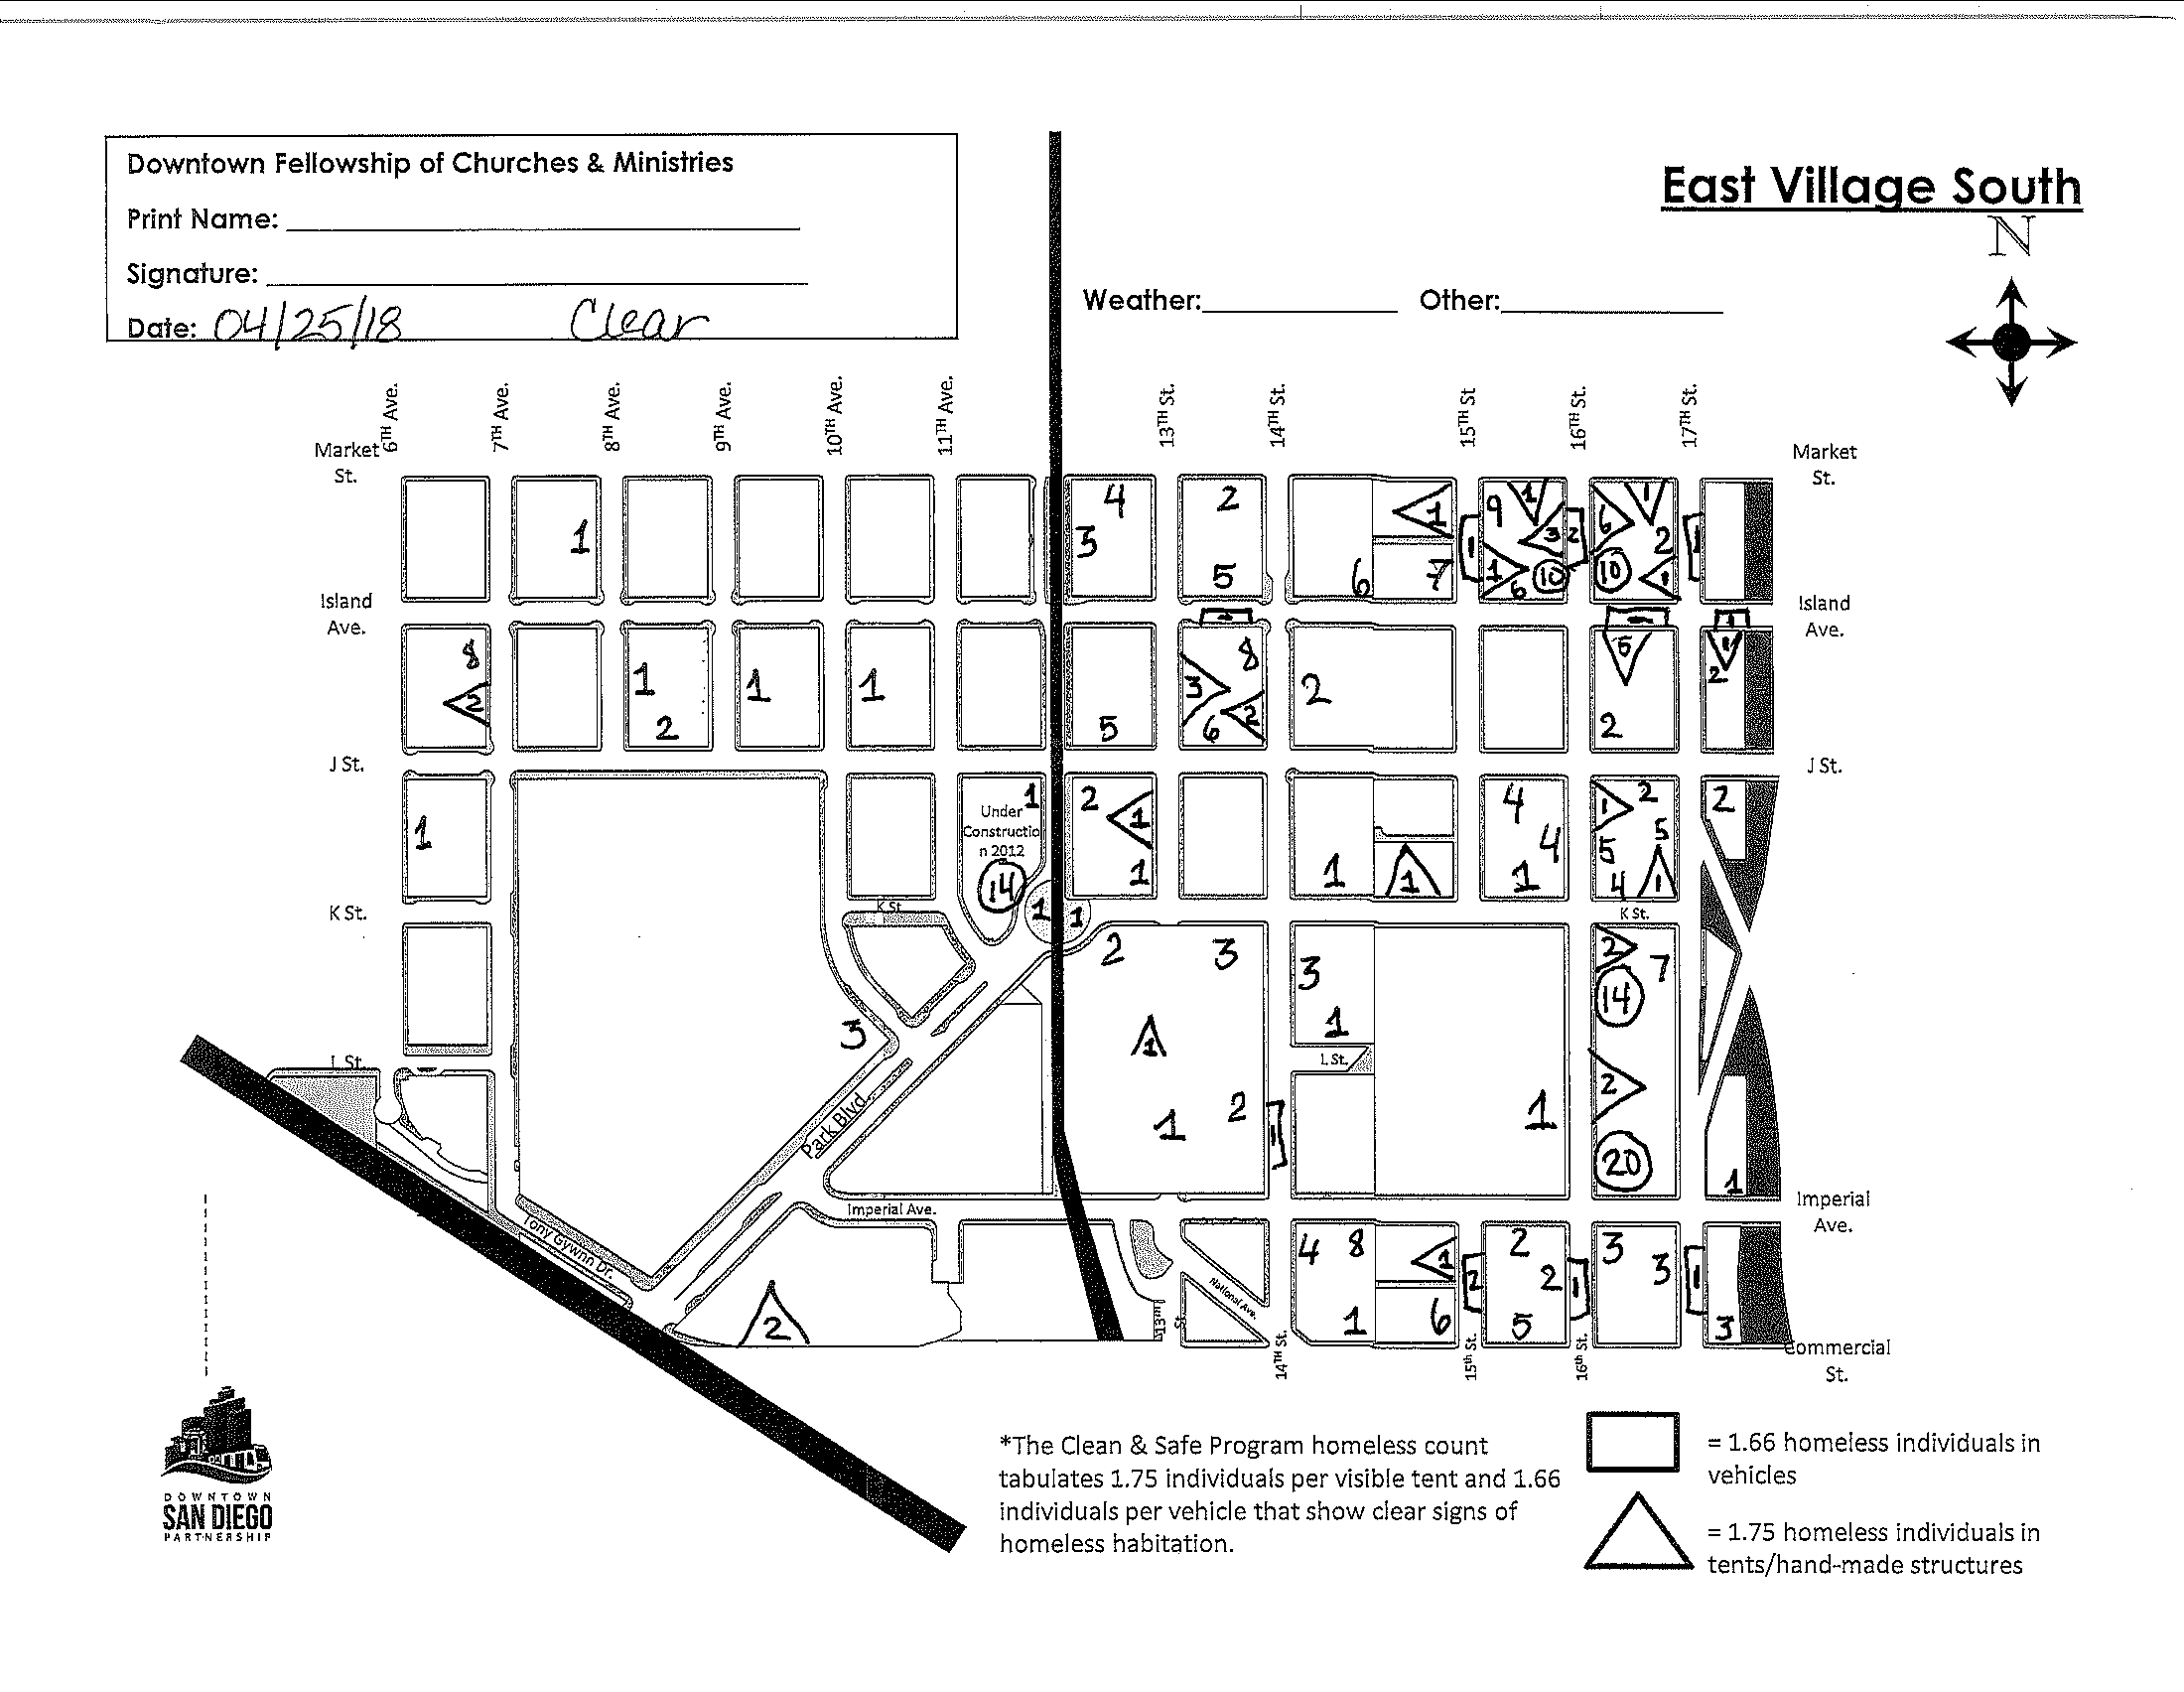 Downtown Fellowship of Churches & Ministries
Print Name:
Signature:
Date: 04/25/18 Clear
East Village South
N
Weather: Other:
6TH Ave.
7TH Ave.
8TH Ave.
9TH Ave.
10TH Ave.
11TH Ave.
13TH St.
14TH St.
15TH St
16TH St.
17TH St.
Market St.
Market St.
1
4 3
2 5
6 1 7
1 9 1 3 2 1 6 10
1 6 2 10 1
1
Island Ave.
Island Ave.
1
1
1
8 2
1 2
1
1
5
8 3 2 6
2
5 2
1 2
J St.
J St.
1
1
Under Constructio n 2012
14
2 1 1
1
1
4 4 1
1 2 5 5 4 1
2
K St.
K St
K St.
1 1
3
2 3
1
1 2
1
3 1
1
2 7
14
2
20
1
L St.
L St.
Park Blvd.
Imperial Ave.
Imperial Ave.
Tony Gywnn Dr.
National Ave.
2
4 8 1
1 6
2
2 2 5
1
3 3
1
3
13TH St
14TH St.
15th St.
16th St.
Commercial St.
DOWNTOWN
SAN DIEGO
PARTNERSHIP
*The Clean & Safe Program homeless count
tabulates 1.75 individuals per visible tent and 1.66
individuals per vehicle that show clear signs of
homeless habitation.
= 1.66 homeless individuals in
vehicles
= 1.75 homeless individuals in
tents/hand-made structures